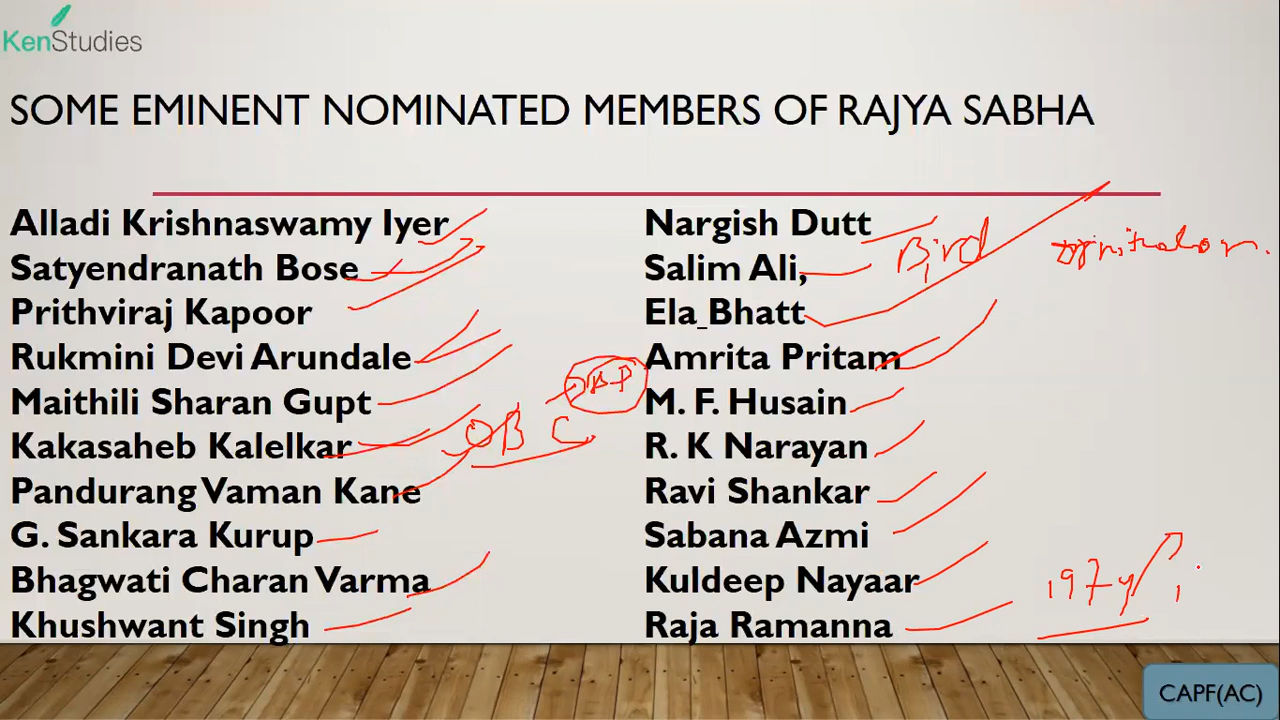 KenStudies
SOME EMINENT NOMINATED MEMBERS OF RAJYA SABHA
Alladi Krishnaswamy Iyer
Satyendranath Bose
Prithviraj Kapoor
Rukmini Devi Arundale
Maithili Sharan Gupt
Kakasaheb Kalelkar
Pandurang Vaman Kane
G. Sankara Kurup
Bhagwati Charan Varma
Khushwant Singh
OBC
Nargish Dutt
Salim Ali,
Bird
Ela_Bhatt
Amrita Pritam
M. F. Husain
R. K Narayan
Ravi Shankar
Sabana Azmi
Kuldeep Nayaar
Raja Ramanna
1974
CAPF(AC)